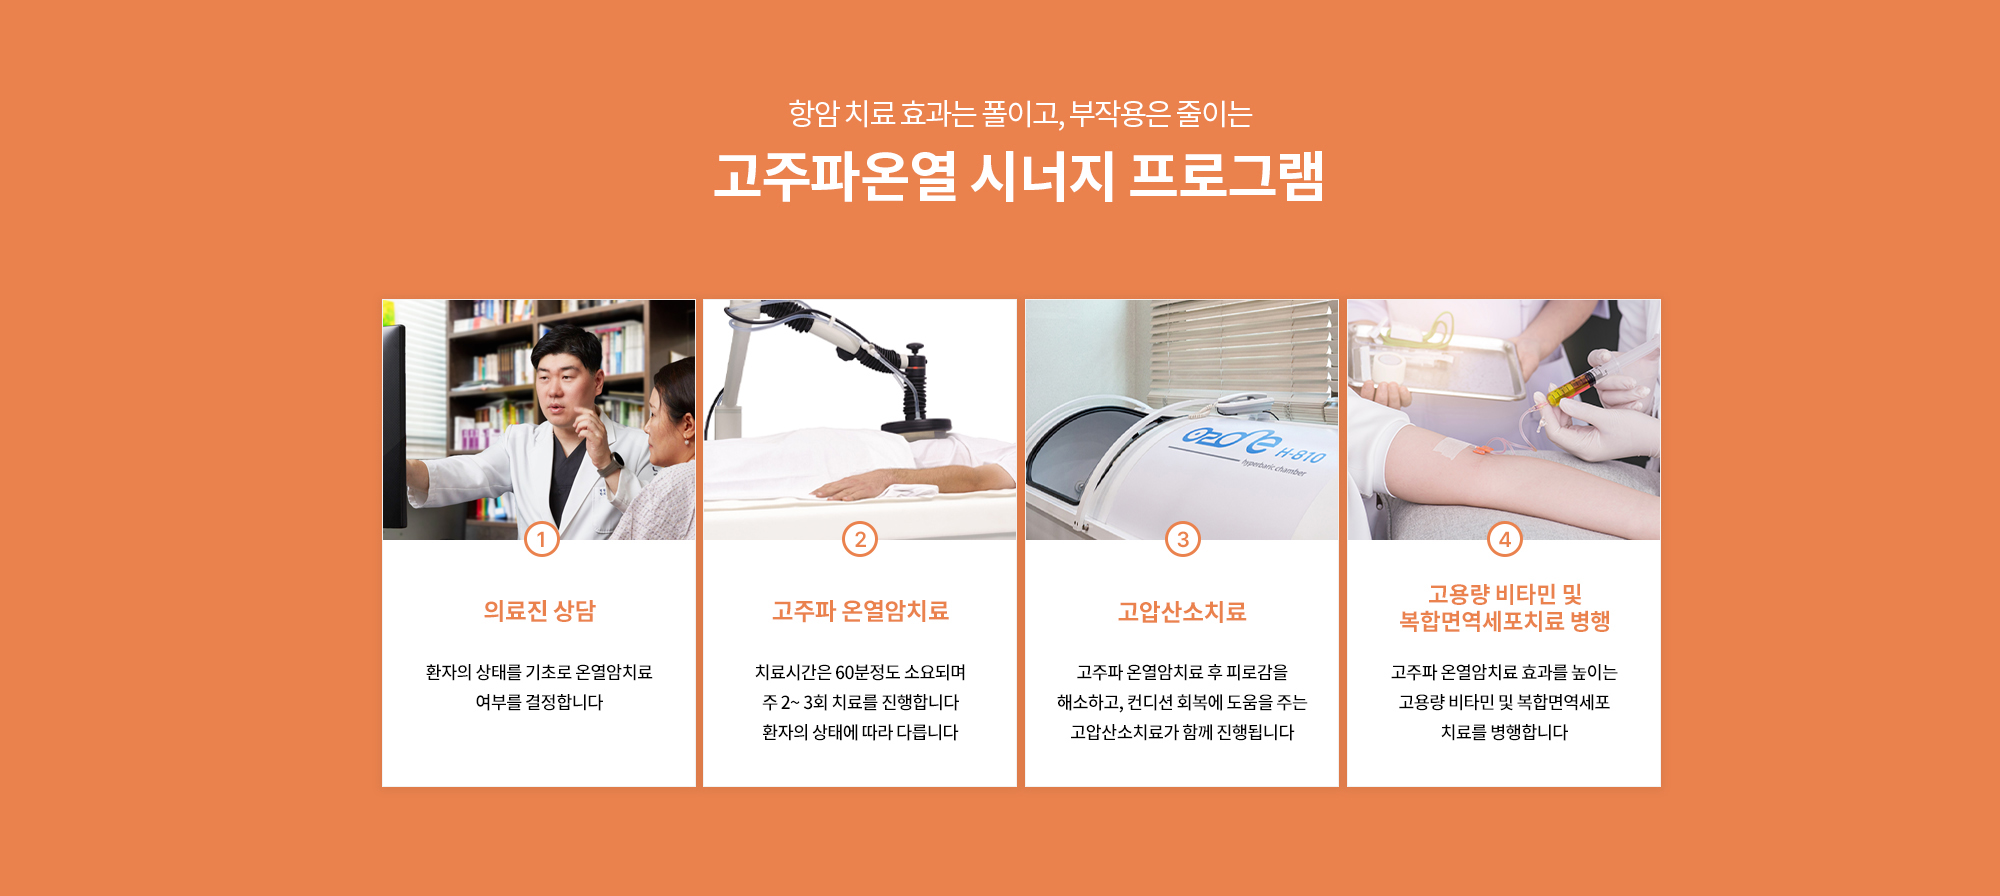 항암 치료 효과는 폴이고, 부작용은 줄이는
고주파온열 시너지 프로그램
1
의료진 상담
환자의 상태를 기초로 온열암치료
여부를 결정합니다
2
고주파 온열암치료
치료시간은 60분정도 소요되며
주 2~ 3회 치료를 진행합니다
환자의 상태에 따라 다릅니다
ozone
H-810
hyperbaric chamber
3
고압산소치료
고주파 온열암치료 후 피로감을
해소하고, 컨디션 회복에 도움을 주는
고압산소치료가 함께 진행됩니다
4
고용량 비타민 및
복합면역세포치료 병행
고주파 온열암치료 효과를 높이는
고용량 비타민 및 복합면역세포
치료를 병행합니다